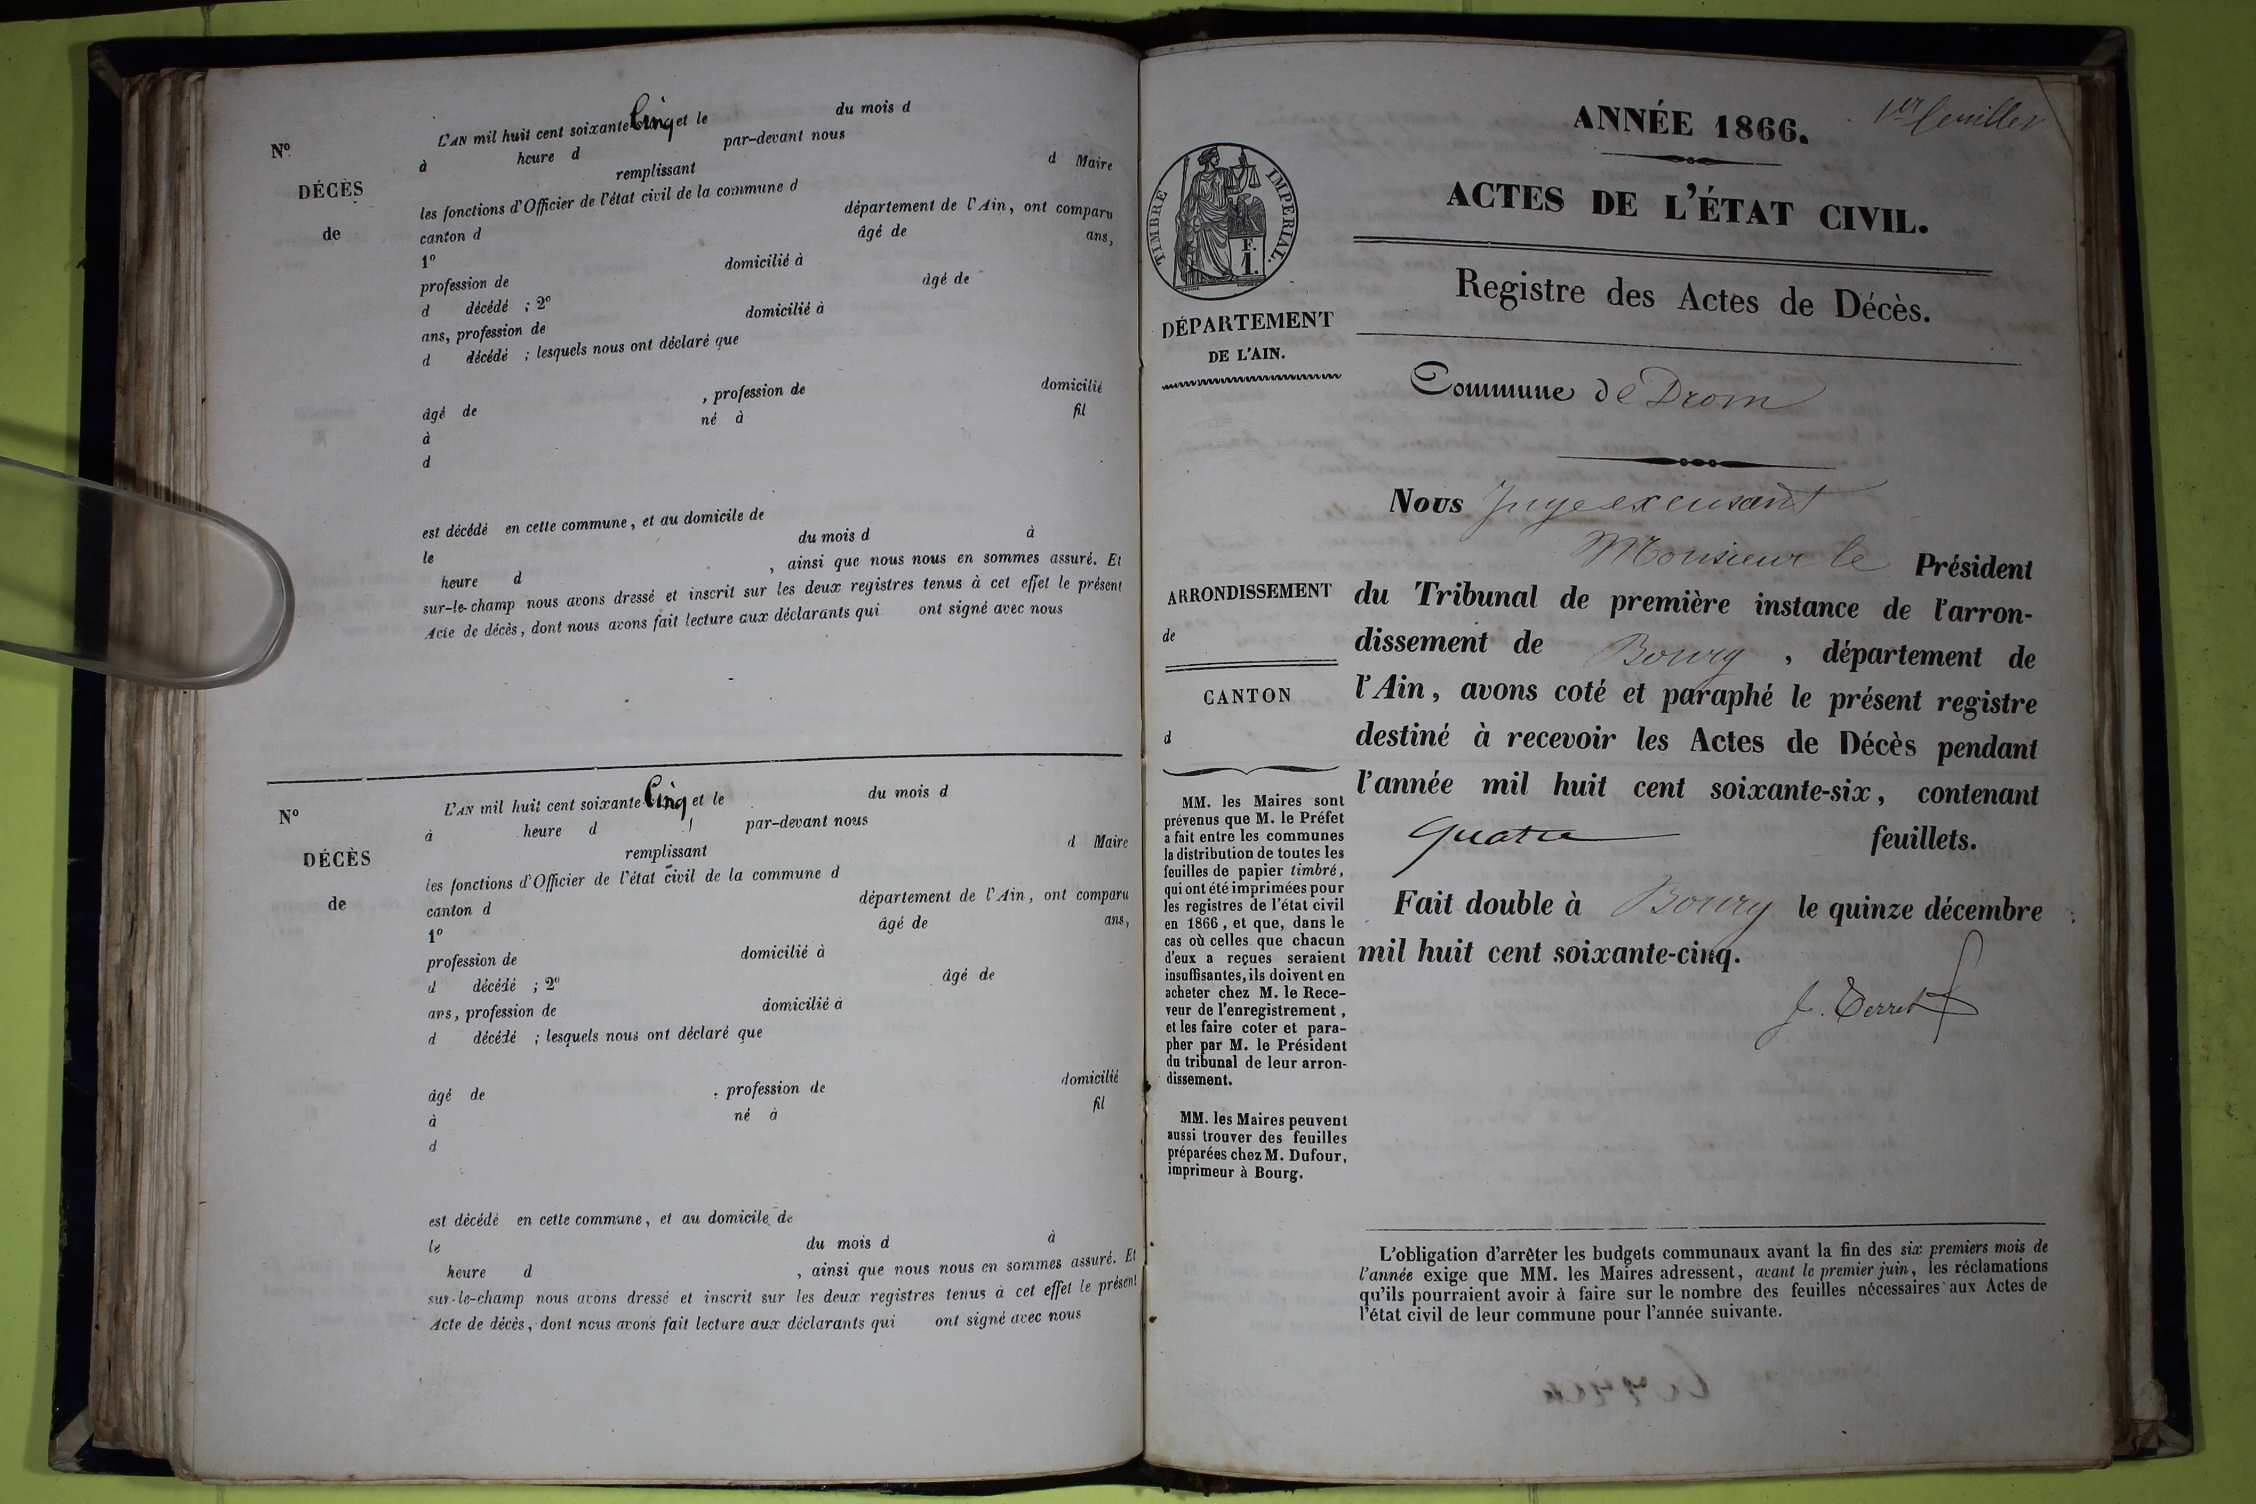 L'AN mil huit cent soixante Cinq et le du mois d
Nº à heure d par-devant nous
DÉCÈS remplissant d Maire
les fonctions d'Officier de l'état civil de la commune d
de canton d département de l'Ain, ont comparu
1º âgé de ans,
profession de domicilié à
d décédé ; 2º âgé de
ans, profession de domicilié à
d décédé ; lesquels nous ont déclaré que
âgé de , profession de domicilié
à né à fil
d
est décédé en cette commune, et au domicile de
le du mois d à
heure d , ainsi que nous nous en sommes assuré. Et
sur-le-champ nous avons dressé et inscrit sur les deux registres tenus à cet effet le présent
Acte de décès, dont nous avons fait lecture aux déclarants qui ont signé avec nous
Nº L'AN mil huit cent soixante Cinq et le du mois d
à heure d par-devant nous
DÉCÈS remplissant d Maire
les fonctions d'Officier de l'état civil de la commune d
de canton d département de l'Ain, ont comparu
1º âgé de ans,
profession de domicilié à
d décédé ; 2º âgé de
ans, profession de domicilié à
d décédé ; lesquels nous ont déclaré que
âgé de , profession de domicilié
à né à fil
d
est décédé en cette commune, et au domicile de
le du mois d à
heure d , ainsi que nous nous en sommes assuré. Et
sur-le-champ nous avons dressé et inscrit sur les deux registres tenus à cet effet le présent
Acte de décès, dont nous avons fait lecture aux déclarants qui ont signé avec nous
1er feuillet
ANNÉE 1866.
ACTES DE L'ÉTAT CIVIL.
Registre des Actes de Décès.
TIMBRE IMPERIAL.
F.
1.
DÉPARTEMENT
DE L'AIN.
Commune de Drom
Nous Juge excusant
Monsieur le Président
du Tribunal de première instance de l'arron-
dissement de Bourg , département de
l'Ain, avons coté et paraphé le présent registre
destiné à recevoir les Actes de Décès pendant
l'année mil huit cent soixante-six, contenant
quatre feuillets.
Fait double à Bourg le quinze décembre
mil huit cent soixante-cinq.
J. Terret
ARRONDISSEMENT
de
CANTON
d
MM. les Maires sont
prévenus que M. le Préfet
a fait entre les communes
la distribution de toutes les
feuilles de papier timbré,
qui ont été imprimées pour
les registres de l'état civil
en 1866, et que, dans le
cas où celles que chacun
d'eux a reçues seraient
insuffisantes, ils doivent en
acheter chez M. le Rece-
veur de l'enregistrement,
et les faire coter et para-
pher par M. le Président
du tribunal de leur arron-
dissement.
MM. les Maires peuvent
aussi trouver des feuilles
préparées chez M. Dufour,
imprimeur à Bourg.
L'obligation d'arrêter les budgets communaux avant la fin des six premiers mois de
l'année exige que MM. les Maires adressent, avant le premier juin, les réclamations
qu'ils pourraient avoir à faire sur le nombre des feuilles nécessaires aux Actes de
l'état civil de leur commune pour l'année suivante.